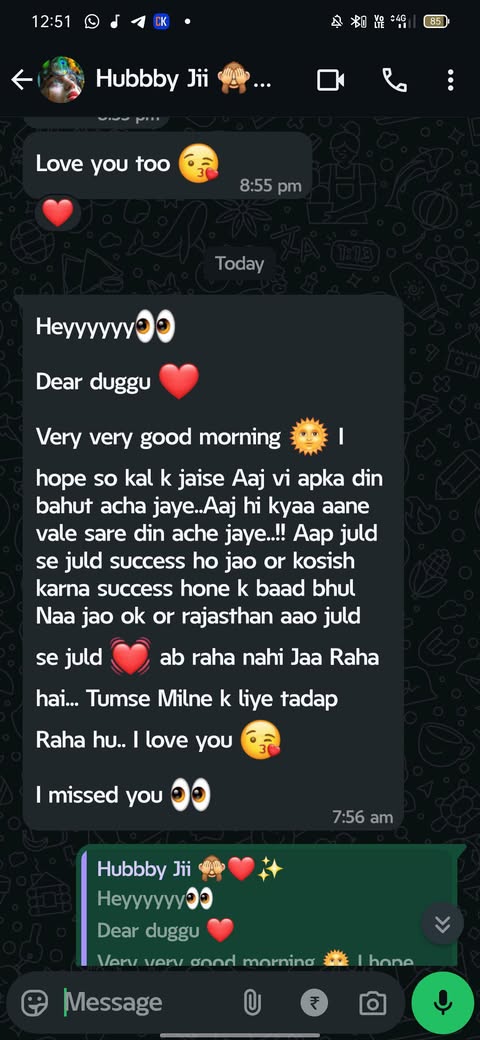 12:51 CK VoLTE 4G 85
Hubbby Jii 🙈...
8:55 pm
Love you too 😘
8:55 pm
❤️
Today
Heyyyyyy👀
Dear duggu ❤️
Very very good morning 🌞 I
hope so kal k jaise Aaj vi apka din
bahut acha jaye..Aaj hi kyaa aane
vale sare din ache jaye..!! Aap juld
se juld success ho jao or kosish
karna success hone k baad bhul
Naa jao ok or rajasthan aao juld
se juld 💓 ab raha nahi Jaa Raha
hai... Tumse Milne k liye tadap
Raha hu.. I love you 😘
I missed you 👀
7:56 am
Hubbby Jii 🙈❤️✨
Heyyyyyy👀
Dear duggu ❤️
Very very good morning 🌞 I hope
Message
₹